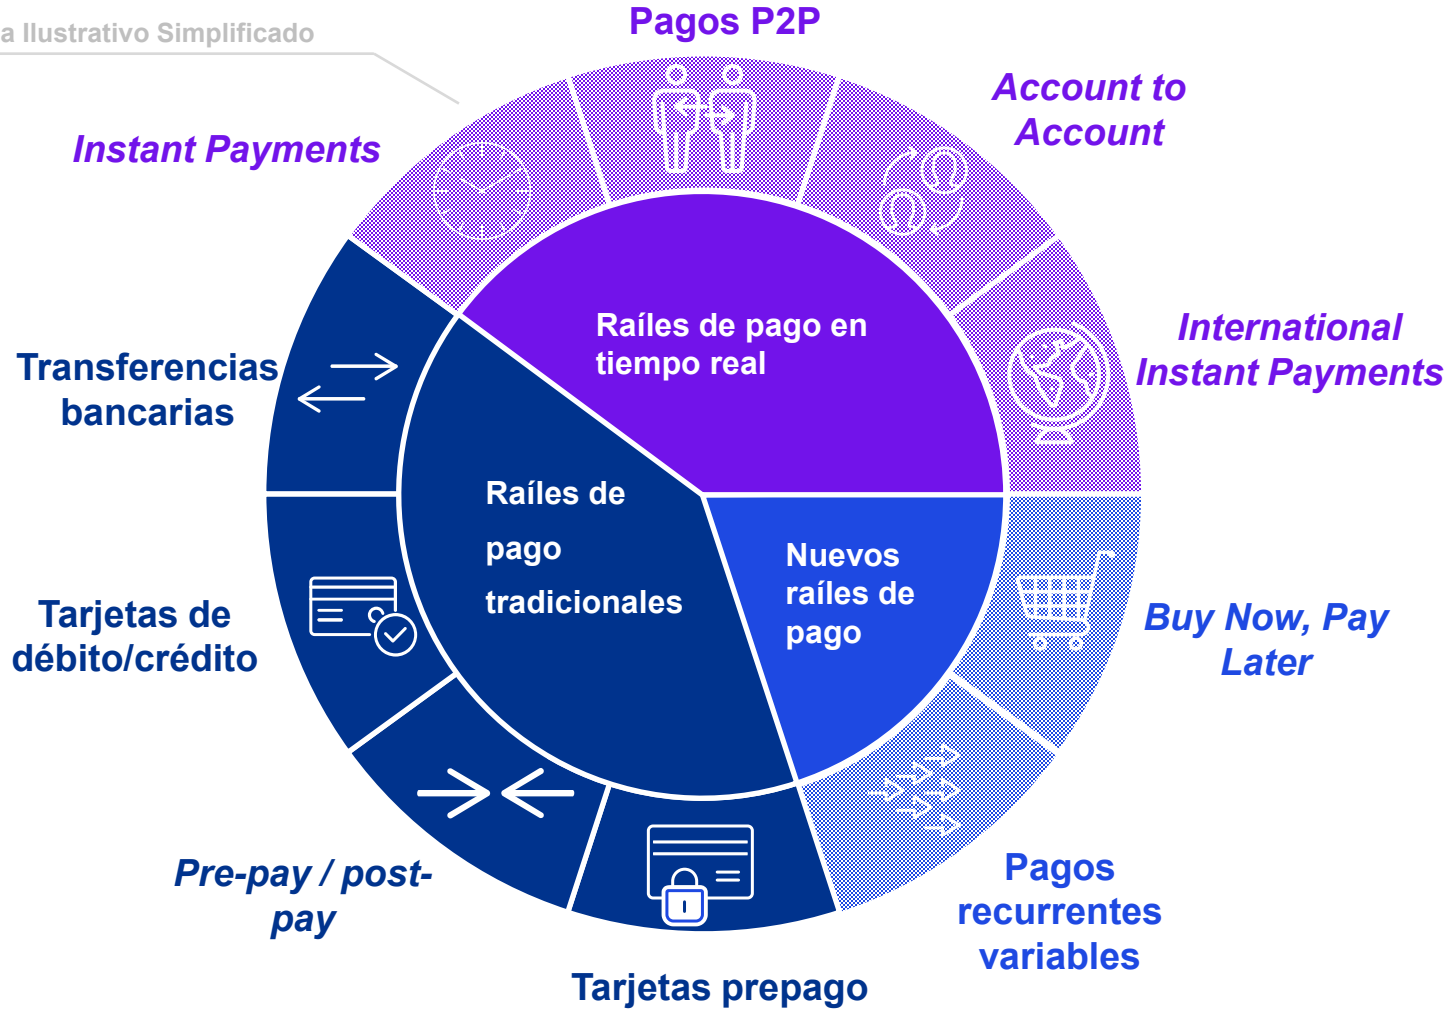 a Ilustrativo Simplificado
Pagos P2P
Account to
Account
Instant Payments
International
Instant Payments
Raíles de pago en
tiempo real
Transferencias
bancarias
Raíles de
pago
tradicionales
Nuevos
raíles de
pago
Tarjetas de
débito/crédito
Buy Now, Pay
Later
Pre-pay / post-
pay
Pagos
recurrentes
variables
Tarjetas prepago